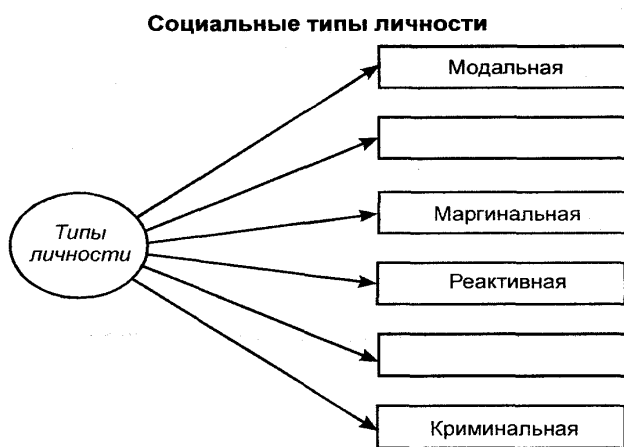 Социальные типы личности
Модальная
Маргинальная
Типы
личности
Реактивная
Криминальная